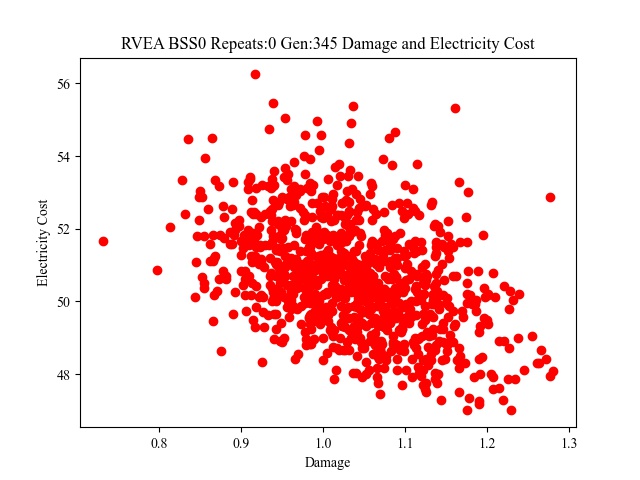 RVEA BSS0 Repeats:0 Gen:345 Damage and Electricity Cost
56
54
52
50
48
Electricity Cost
0.8 0.9 1.0 1.1 1.2 1.3
Damage